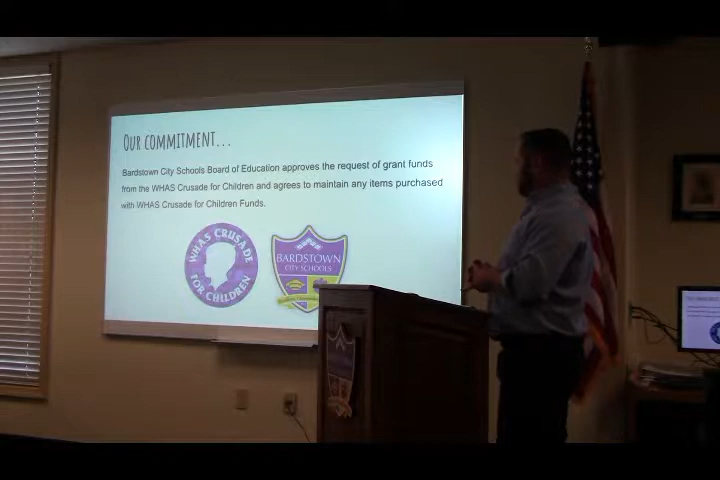 OUR COMMITMENT...
Bardstown City Schools Board of Education approves the request of grant funds
from the WHAS Crusade for Children and agrees to maintain any items purchased
with WHAS Crusade for Children Funds.
WHAS CRUSADE
FOR CHILDREN
BARDSTOWN
CITY SCHOOLS